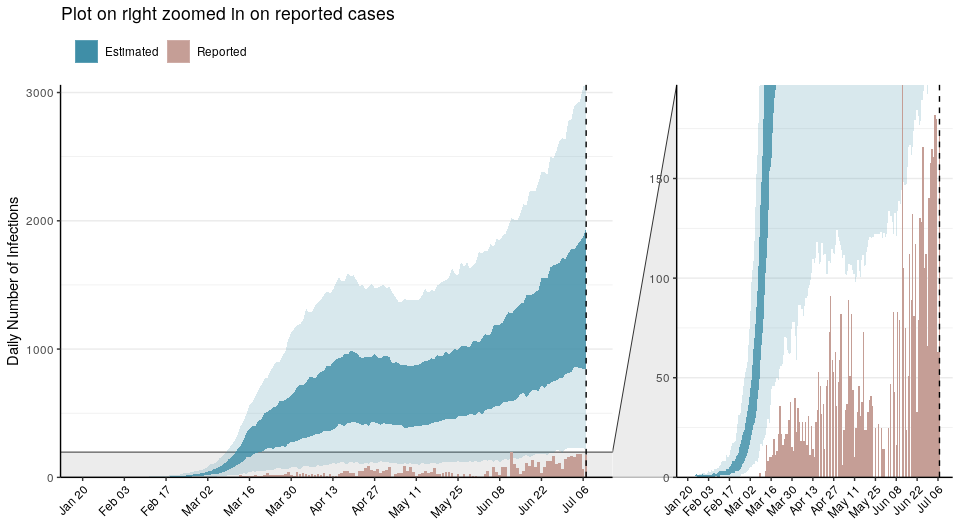 Plot on right zoomed in on reported cases
Estimated Reported
Daily Number of Infections
3000
2000
1000
0
Jan 20 Feb 03 Feb 17 Mar 02 Mar 16 Mar 30 Apr 13 Apr 27 May 11 May 25 Jun 08 Jun 22 Jul 06
150
100
50
0
Jan 20 Feb 03 Feb 17 Mar 02 Mar 16 Mar 30 Apr 13 Apr 27 May 11 May 25 Jun 08 Jun 22 Jul 06